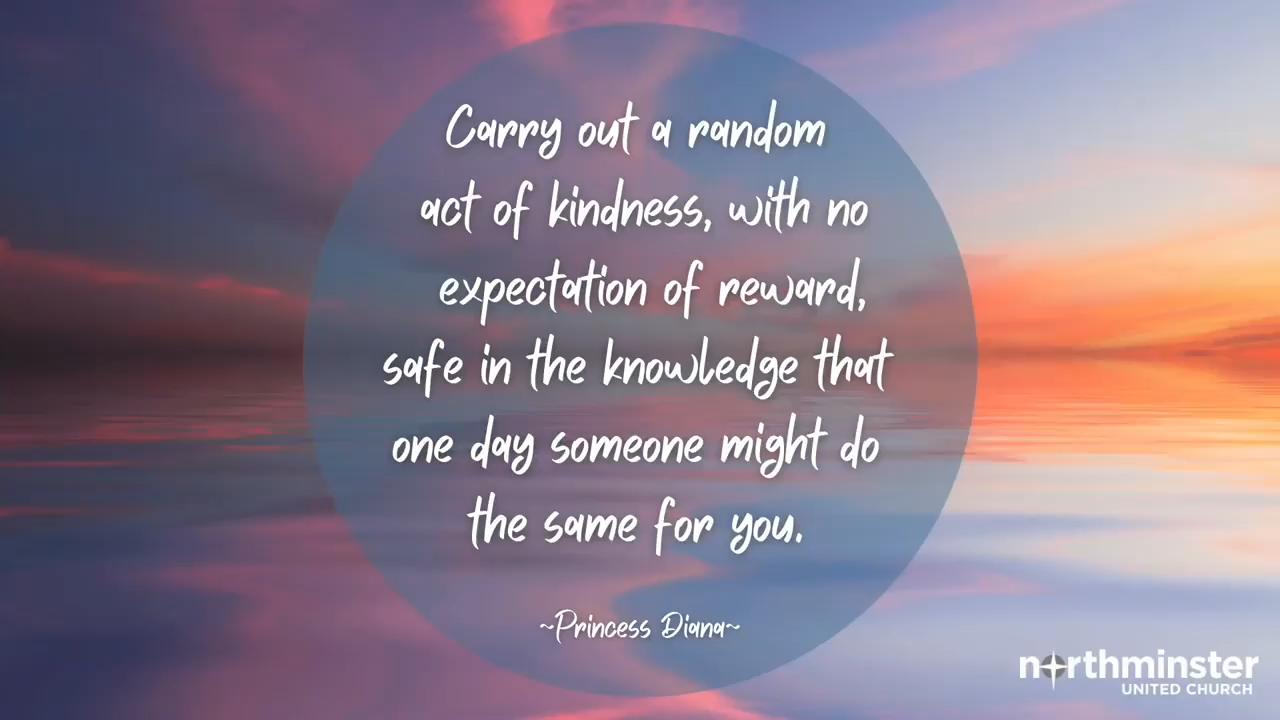 Carry out a random
act of kindness, with no
expectation of reward,
safe in the knowledge that
one day someone might do
the same for you.
~Princess Diana~
northminster
UNITED CHURCH